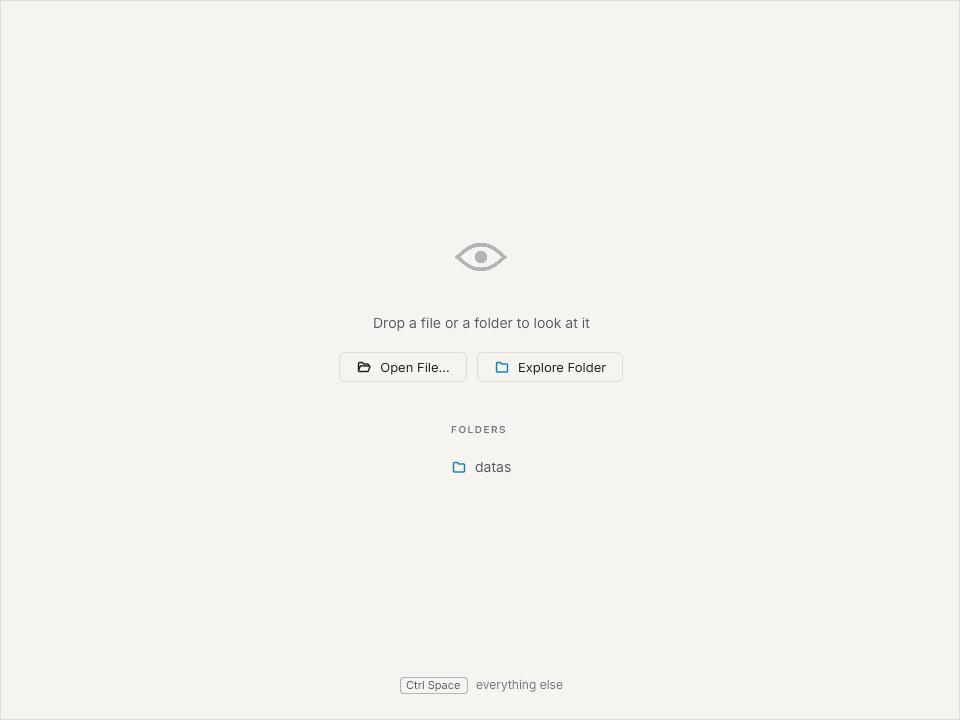 Drop a file or a folder to look at it
Open File... Explore Folder
FOLDERS
datas
Ctrl Space everything else